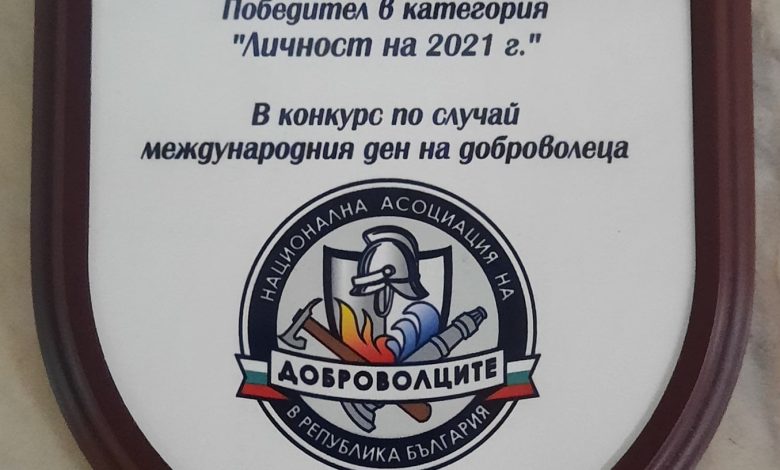 Победител в категория
"Личност на 2021 г."
В конкурс по случай
международния ден на доброволеца
НАЦИОНАЛНА АСОЦИАЦИЯ НА
ДОБРОВОЛЦИТЕ
В РЕПУБЛИКА БЪЛГАРИЯ